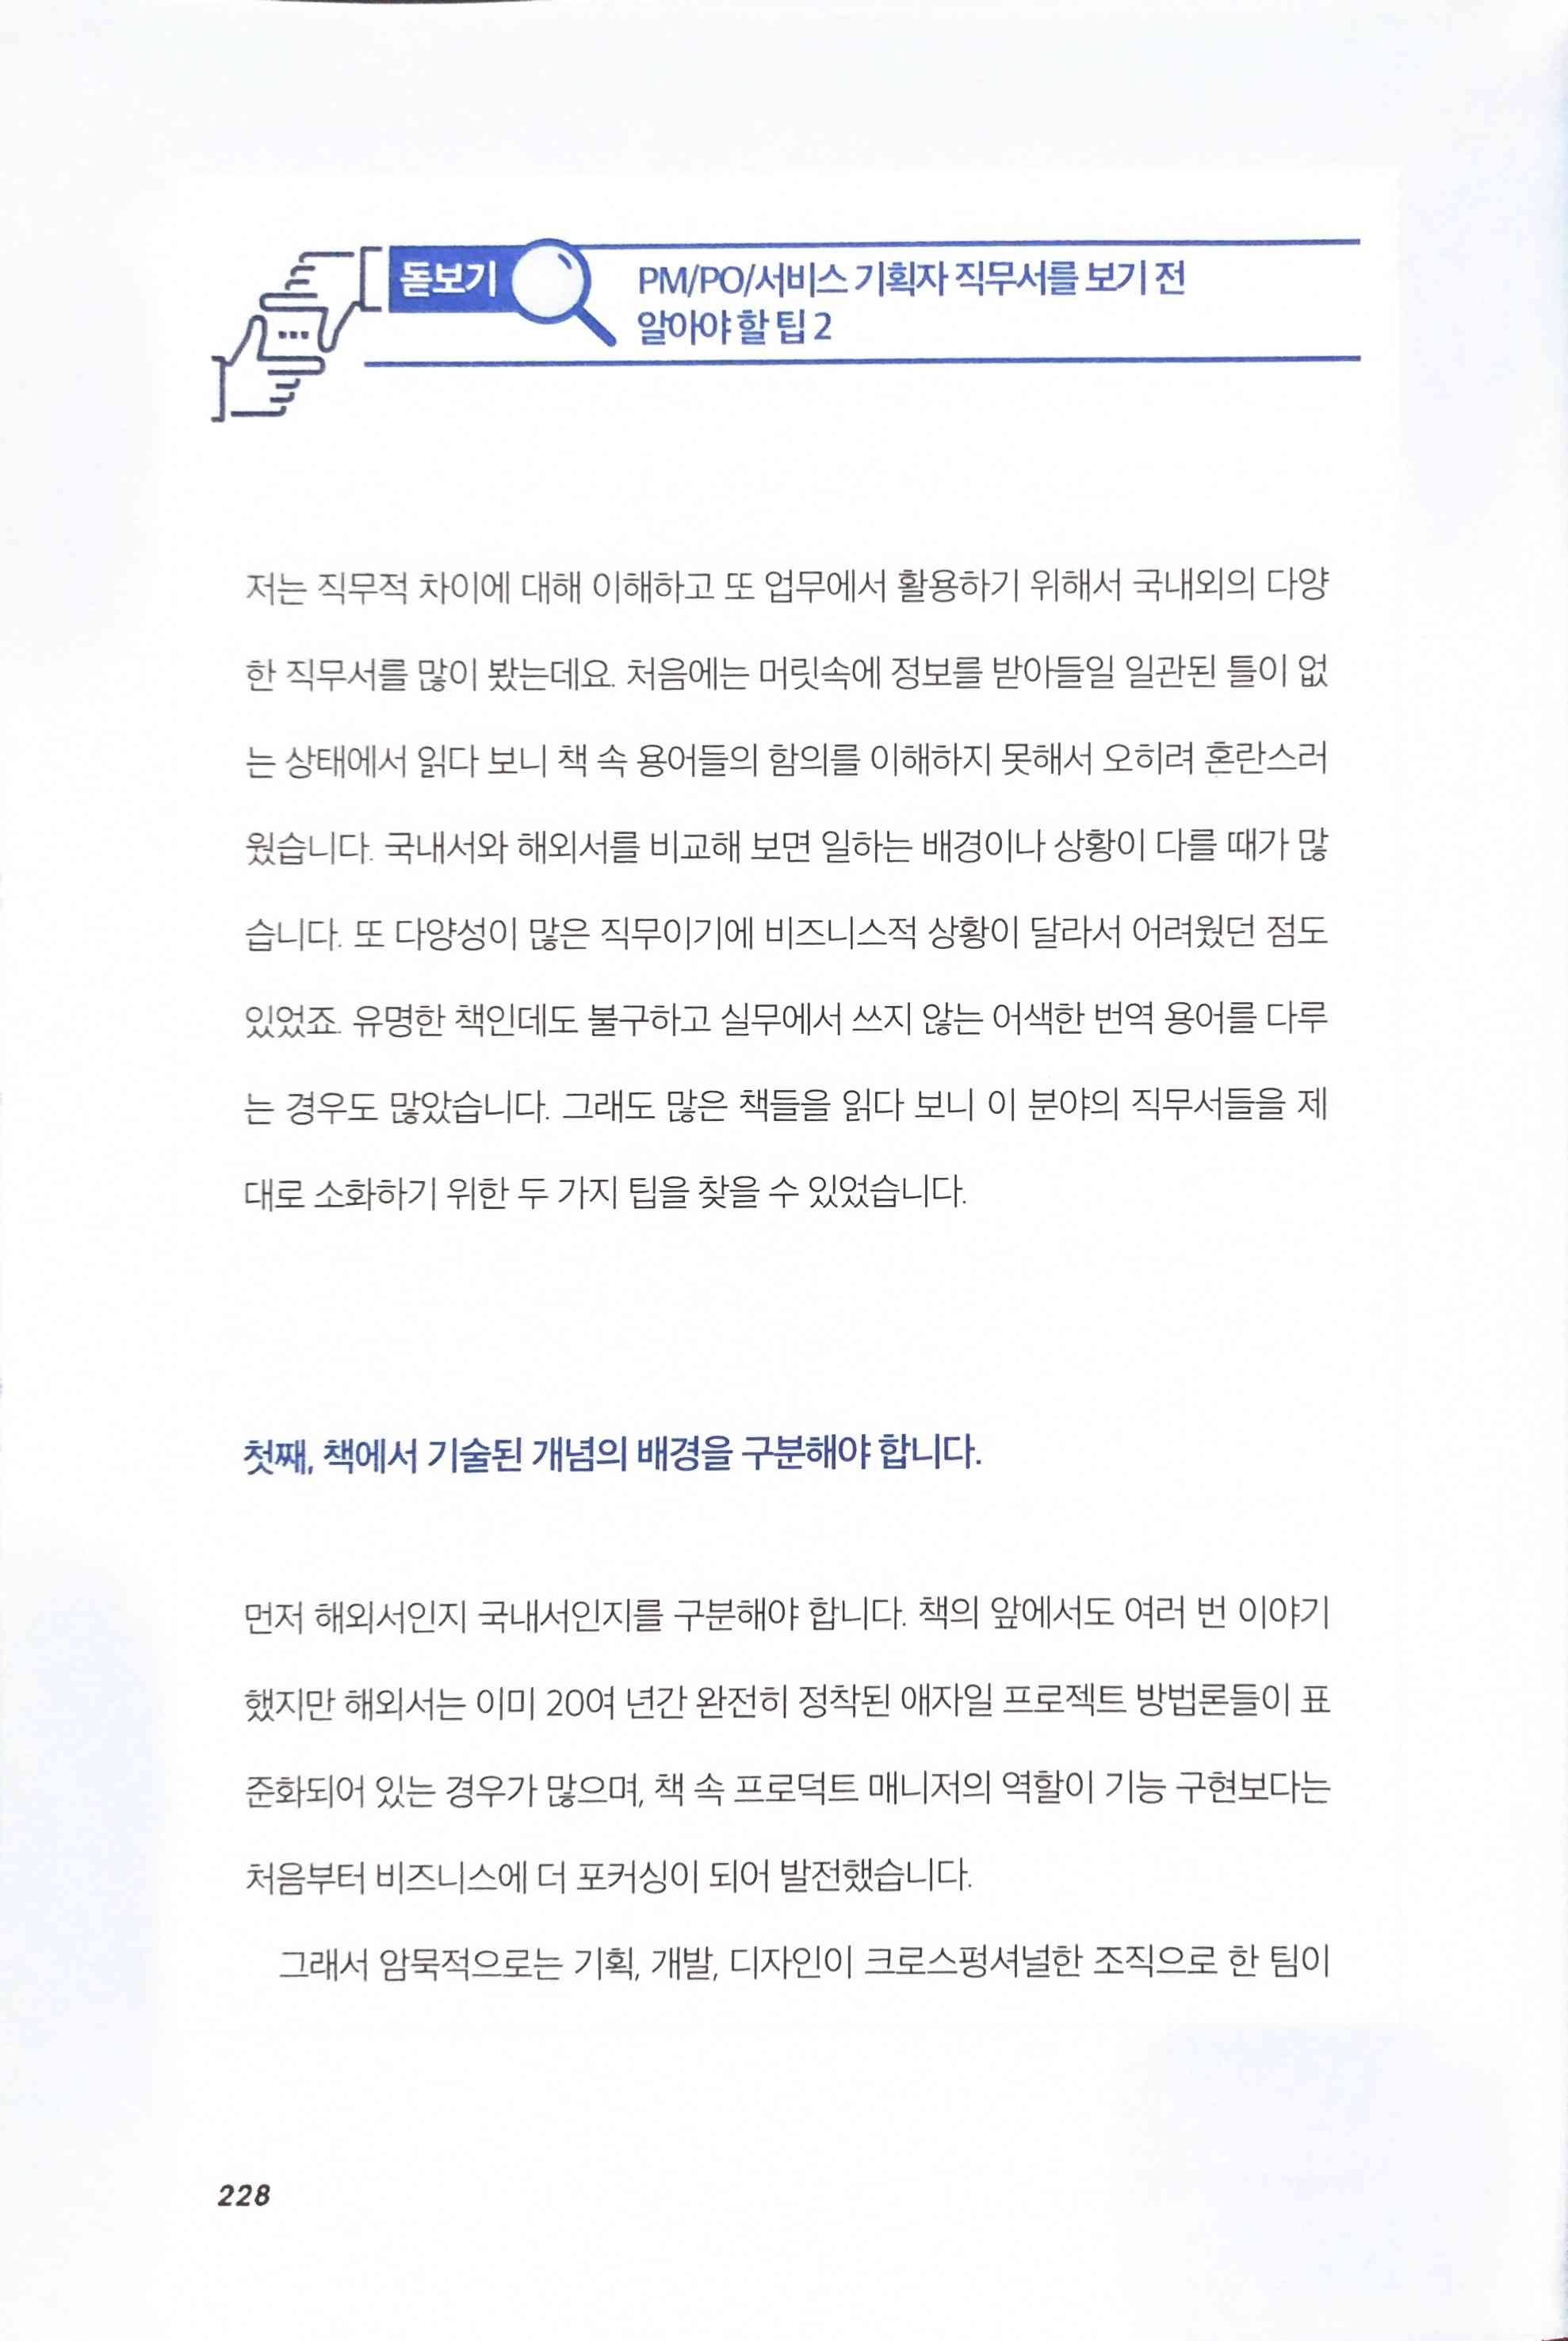 돋보기
PM/PO/서비스 기획자 직무서를 보기 전
알아야 할 팁 2
저는 직무적 차이에 대해 이해하고 또 업무에서 활용하기 위해서 국내외의 다양
한 직무서를 많이 봤는데요. 처음에는 머릿속에 정보를 받아들일 일관된 틀이 없
는 상태에서 읽다 보니 책 속 용어들의 함의를 이해하지 못해서 오히려 혼란스러
웠습니다. 국내서와 해외서를 비교해 보면 일하는 배경이나 상황이 다를 때가 많
습니다. 또 다양성이 많은 직무이기에 비즈니스적 상황이 달라서 어려웠던 점도
있었죠. 유명한 책인데도 불구하고 실무에서 쓰지 않는 어색한 번역 용어를 다루
는 경우도 많았습니다. 그래도 많은 책들을 읽다 보니 이 분야의 직무서들을 제
대로 소화하기 위한 두 가지 팁을 찾을 수 있었습니다.
첫째, 책에서 기술된 개념의 배경을 구분해야 합니다.
먼저 해외서인지 국내서인지를 구분해야 합니다. 책의 앞에서도 여러 번 이야기
했지만 해외서는 이미 20여 년간 완전히 정착된 애자일 프로젝트 방법론들이 표
준화되어 있는 경우가 많으며, 책 속 프로덕트 매니저의 역할이 기능 구현보다는
처음부터 비즈니스에 더 포커싱이 되어 발전했습니다.
그래서 암묵적으로는 기획, 개발, 디자인이 크로스펑셔널한 조직으로 한 팀이
228